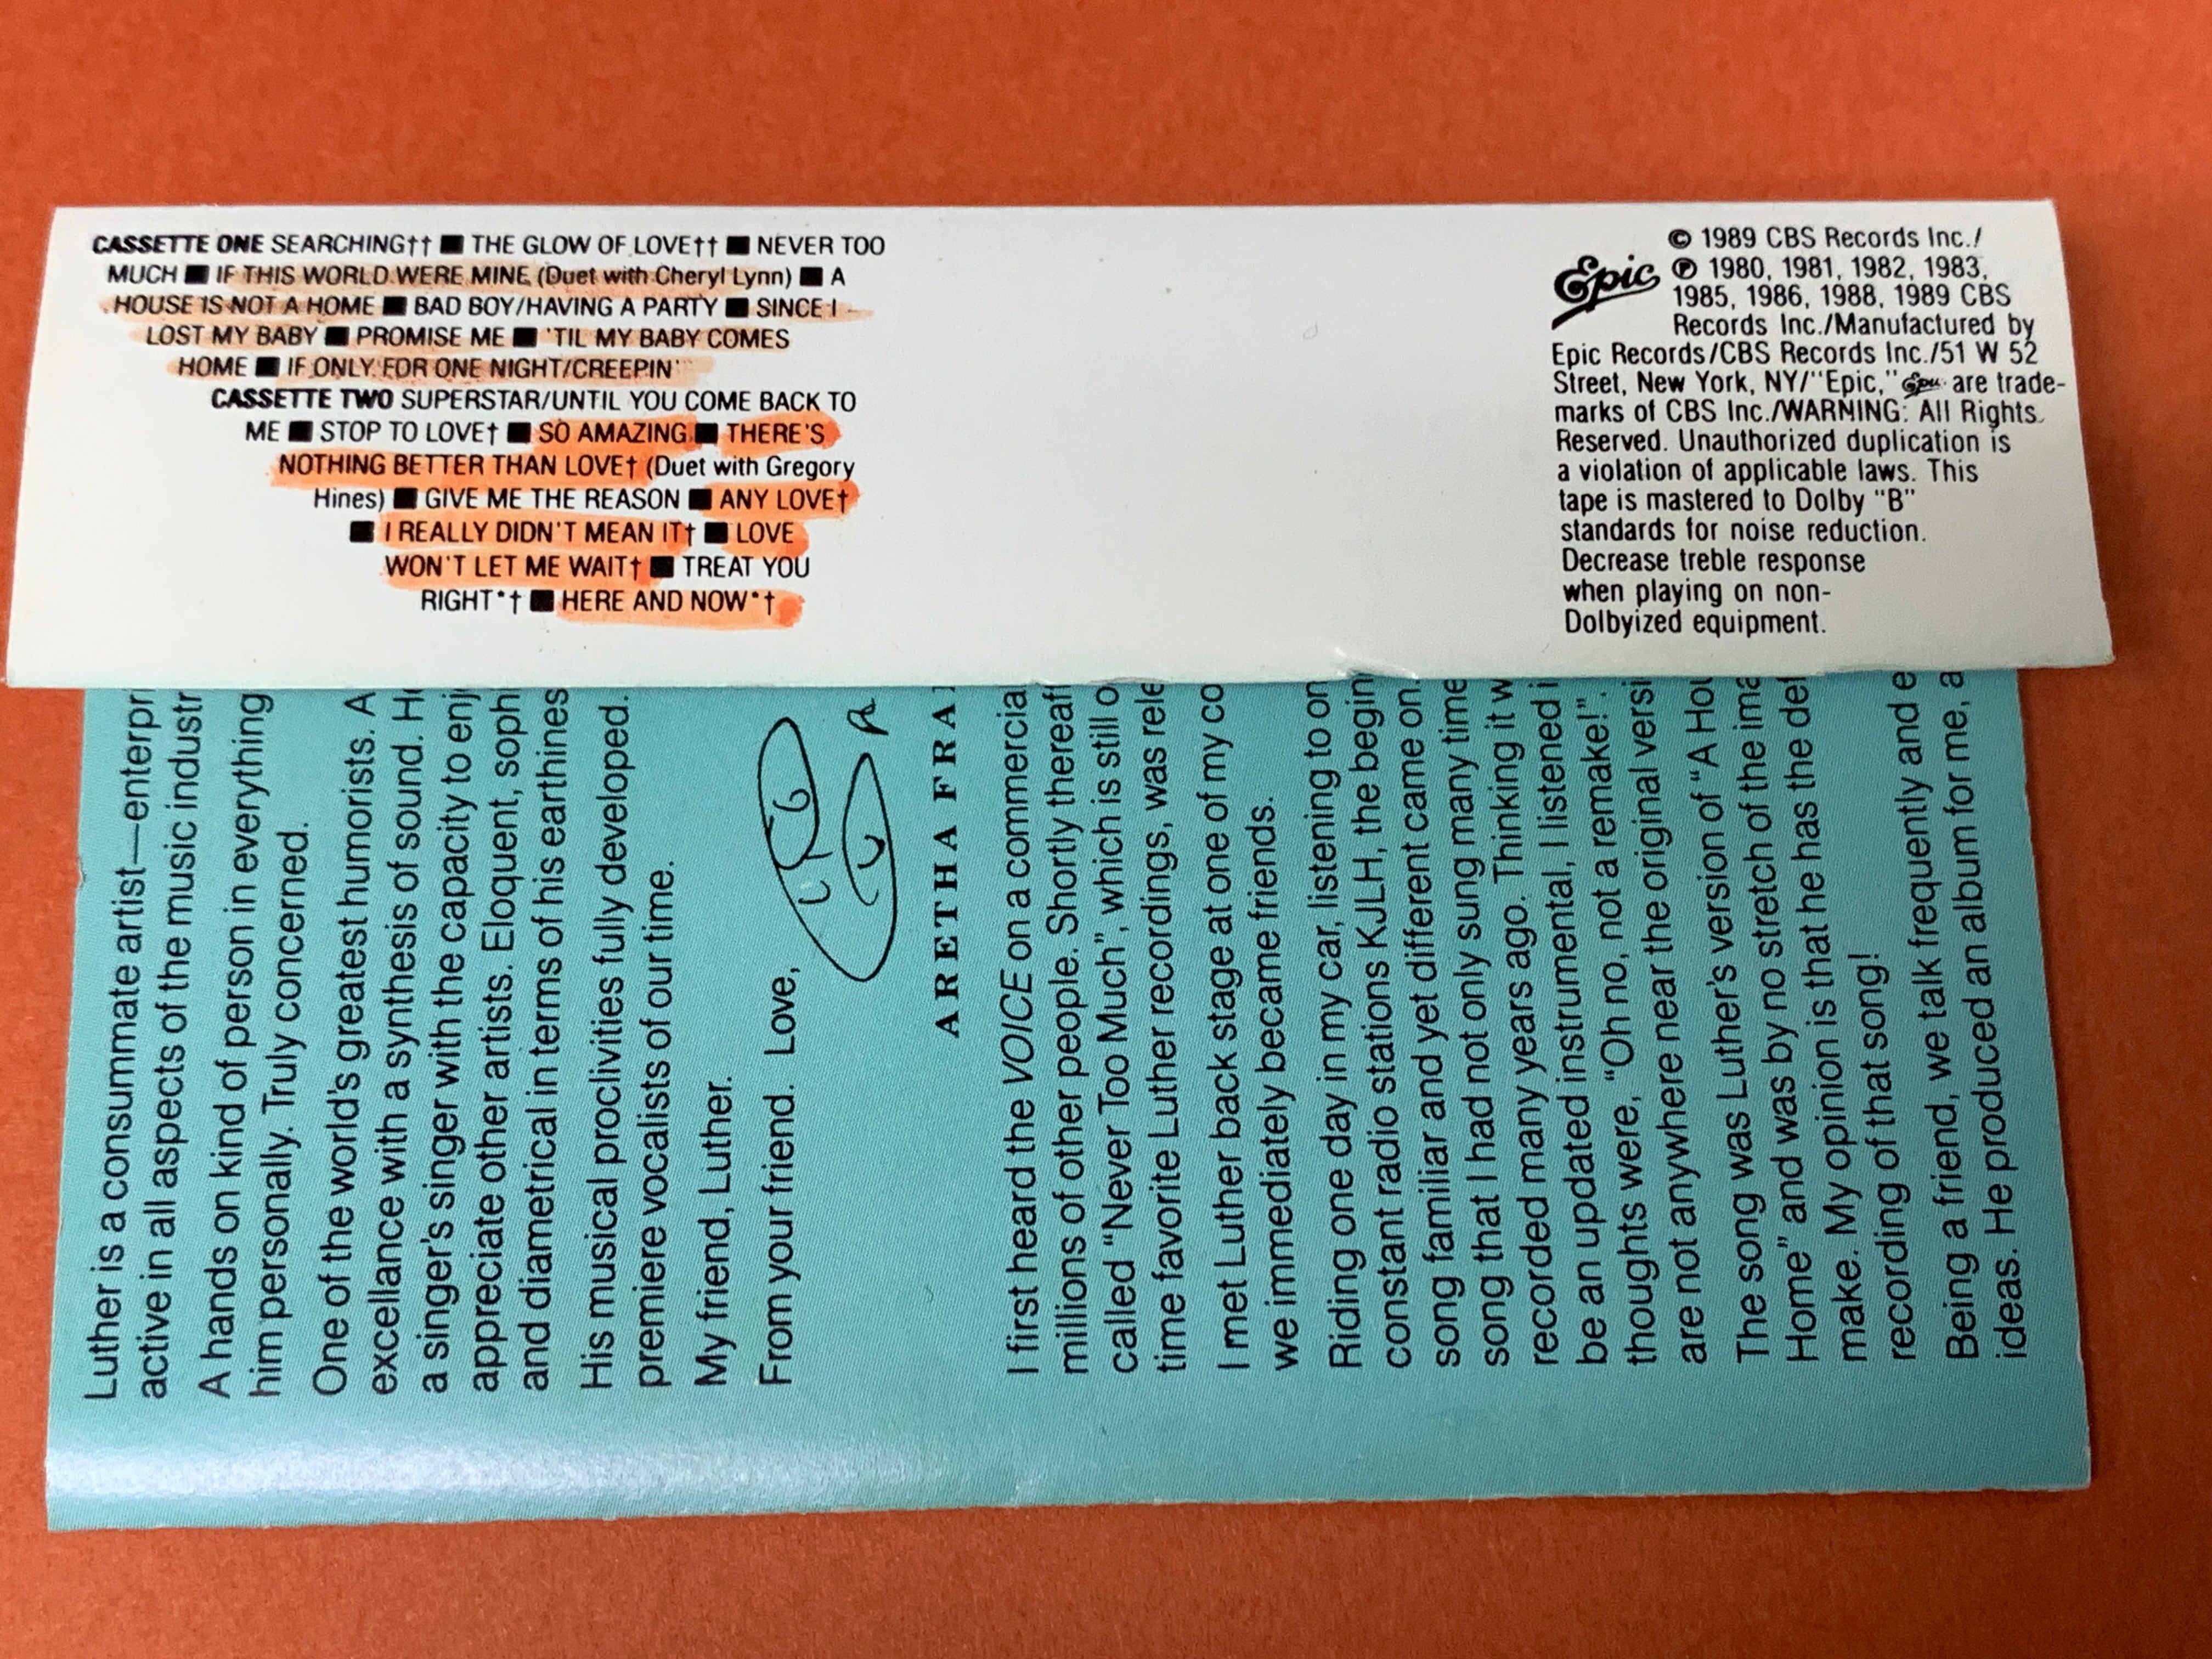 CASSETTE ONE SEARCHING†† ■ THE GLOW OF LOVE†† ■ NEVER TOO
MUCH ■ IF THIS WORLD WERE MINE (Duet with Cheryl Lynn) ■ A
HOUSE IS NOT A HOME ■ BAD BOY/HAVING A PARTY ■ SINCE I
LOST MY BABY ■ PROMISE ME ■ 'TIL MY BABY COMES
HOME ■ IF ONLY FOR ONE NIGHT/CREEPIN'
CASSETTE TWO SUPERSTAR/UNTIL YOU COME BACK TO
ME ■ STOP TO LOVE† ■ SO AMAZING ■ THERE'S
NOTHING BETTER THAN LOVE† (Duet with Gregory
Hines) ■ GIVE ME THE REASON ■ ANY LOVE†
■ I REALLY DIDN'T MEAN IT† ■ LOVE
WON'T LET ME WAIT† ■ TREAT YOU
RIGHT*† ■ HERE AND NOW*†
Epic
© 1989 CBS Records Inc./
℗ 1980, 1981, 1982, 1983,
1985, 1986, 1988, 1989 CBS
Records Inc./Manufactured by
Epic Records/CBS Records Inc./51 W 52
Street, New York, NY/"Epic," Epic are trade-
marks of CBS Inc./WARNING: All Rights
Reserved. Unauthorized duplication is
a violation of applicable laws. This
tape is mastered to Dolby "B"
standards for noise reduction.
Decrease treble response
when playing on non-
Dolbyized equipment.
Luther is a consummate artist—enterpr
active in all aspects of the music industr
A hands on kind of person in everything
him personally. Truly concerned.
One of the world's greatest humorists. A
excellance with a synthesis of sound. He
a singer's singer with the capacity to enj
appreciate other artists. Eloquent, sophi
and diametrical in terms of his earthines
His musical proclivities fully developed.
premiere vocalists of our time.
My friend, Luther.
From your friend. Love,
ARETHA FRA
I first heard the VOICE on a commercia
millions of other people. Shortly thereaf
called "Never Too Much", which is still o
time favorite Luther recordings, was rele
I met Luther back stage at one of my co
we immediately became friends.
Riding one day in my car, listening to on
constant radio stations KJLH, the begin
song familiar and yet different came on.
song that I had not only sung many time
recorded many years ago. Thinking it w
be an updated instrumental, I listened i
thoughts were, "Oh no, not a remake!".
are not anywhere near the original versi
The song was Luther's version of "A Hou
Home" and was by no stretch of the ima
make. My opinion is that he has the def
recording of that song!
Being a friend, we talk frequently and e
ideas. He produced an album for me, a